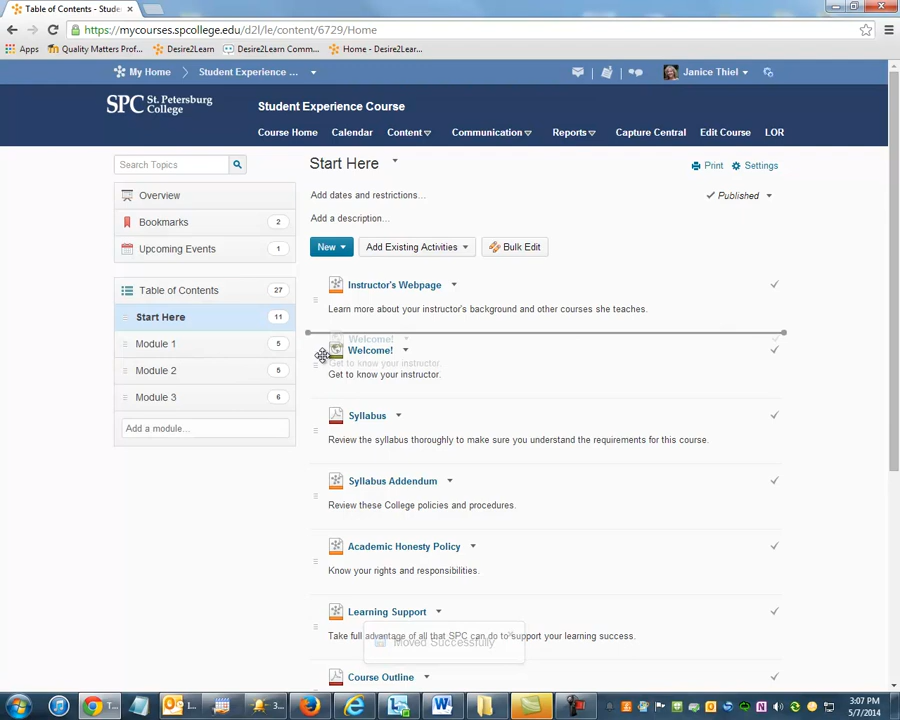 Table of Contents - Stude
https://mycourses.spcollege.edu/d2l/le/content/6729/Home
Apps Quality Matters Prof... Desire2Learn Desire2Learn Comm... Home - Desire2Lear...
My Home Student Experience ... Janice Thiel
SPC St. Petersburg College Student Experience Course
Course Home Calendar Content Communication Reports Capture Central Edit Course LOR
Search Topics
Overview
Bookmarks 2
Upcoming Events 1
Table of Contents 27
Start Here 11
Module 1 5
Module 2 5
Module 3 6
Add a module...
Start Here
Print Settings
Add dates and restrictions... Published
Add a description...
New Add Existing Activities Bulk Edit
Instructor's Webpage
Learn more about your instructor's background and other courses she teaches.
Welcome!
Get to know your instructor.
Welcome!
Get to know your instructor.
Syllabus
Review the syllabus thoroughly to make sure you understand the requirements for this course.
Syllabus Addendum
Review these College policies and procedures.
Academic Honesty Policy
Know your rights and responsibilities.
Learning Support
Take full advantage of all that SPC can do to support your learning success.
Moved Successfully
Course Outline
T... I... 3...
3:07 PM
5/7/2014